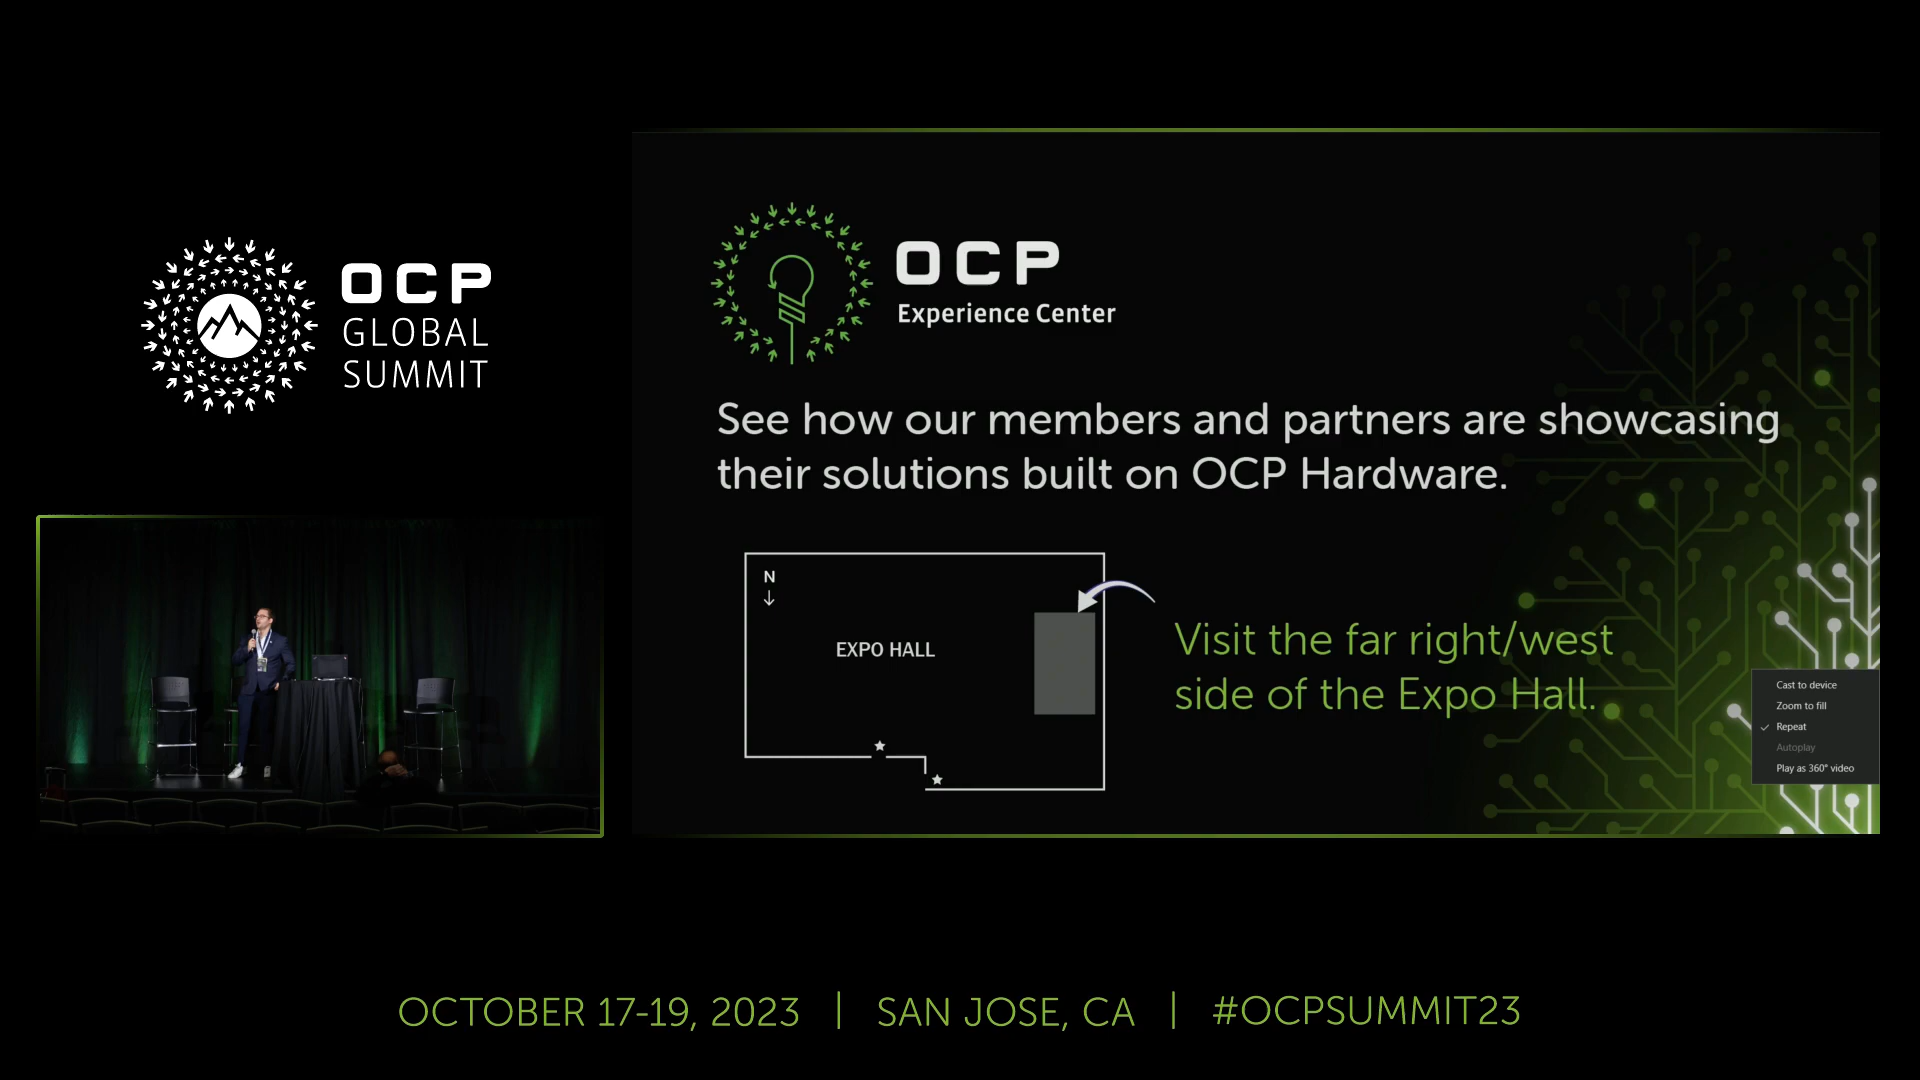 OCP
GLOBAL
SUMMIT
OCP
Experience Center
See how our members and partners are showcasing
their solutions built on OCP Hardware.
N
EXPO HALL
Visit the far right/west
side of the Expo Hall.
Cast to device
Zoom to fill
Repeat
Autoplay
Play as 360° video
OCTOBER 17-19, 2023 | SAN JOSE, CA | #OCPSUMMIT23